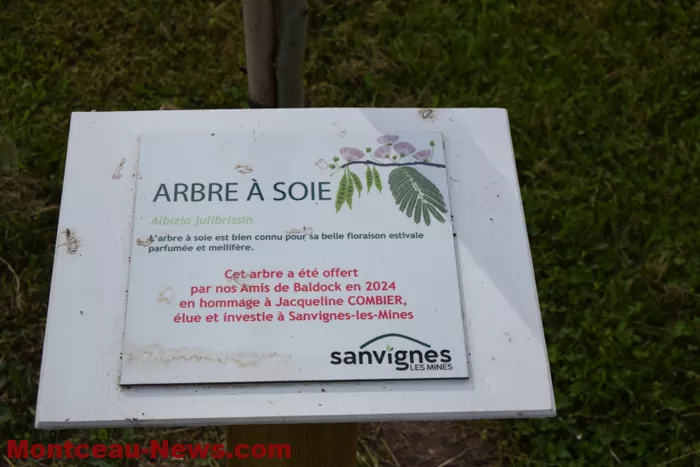 ARBRE À SOIE
Albizia julibrissin
L'arbre à soie est bien connu pour sa belle floraison estivale
parfumée et mellifère.
Cet arbre a été offert
par nos Amis de Baldock en 2024
en hommage à Jacqueline COMBIER,
élue et investie à Sanvignes-les-Mines
sanvignes
LES MINES
Montceau-News.com